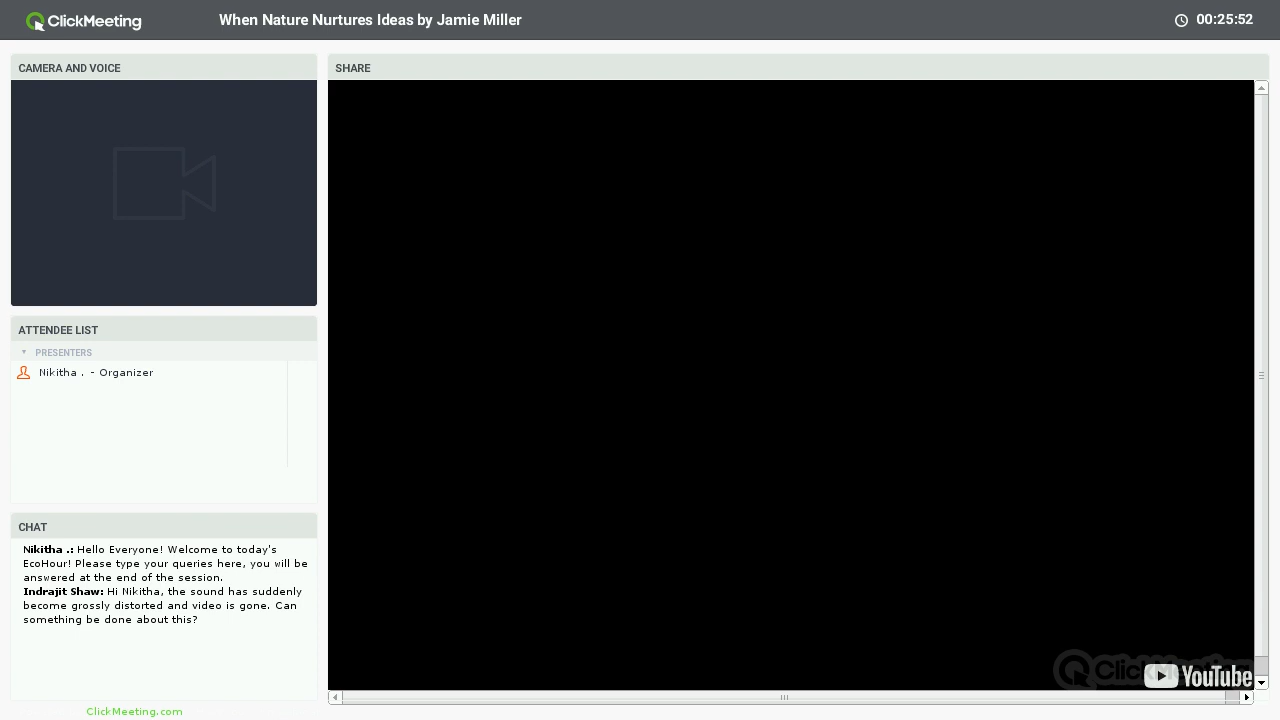 ClickMeeting
When Nature Nurtures Ideas by Jamie Miller
00:25:52
CAMERA AND VOICE
SHARE
ATTENDEE LIST
PRESENTERS
Nikitha . - Organizer
CHAT
Nikitha .: Hello Everyone! Welcome to today's
EcoHour! Please type your queries here, you will be
answered at the end of the session.
Indrajit Shaw: Hi Nikitha, the sound has suddenly
become grossly distorted and video is gone. Can
something be done about this?
ClickMeeting
YouTube
ClickMeeting.com